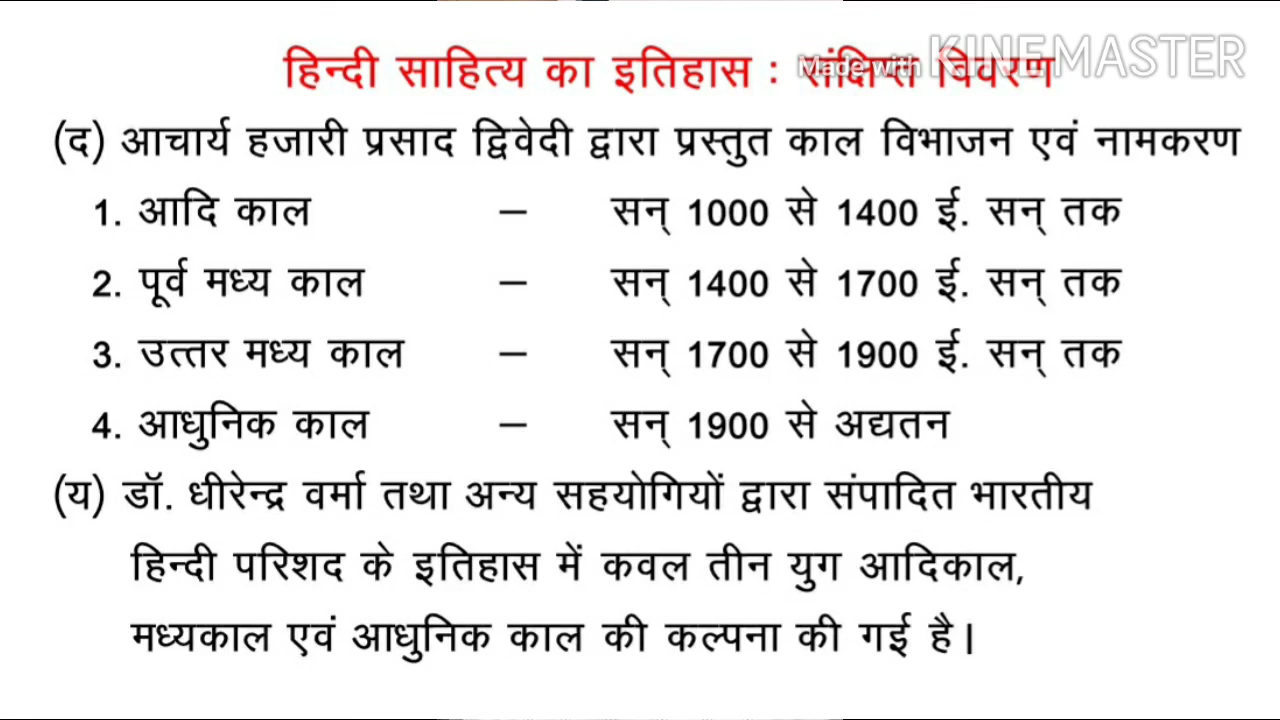 हिन्दी साहित्य का इतिहास : संक्षिप्त विवरण
Made with KINEMASTER
(द) आचार्य हजारी प्रसाद द्विवेदी द्वारा प्रस्तुत काल विभाजन एवं नामकरण
1. आदि काल – सन् 1000 से 1400 ई. सन् तक
2. पूर्व मध्य काल – सन् 1400 से 1700 ई. सन् तक
3. उत्तर मध्य काल – सन् 1700 से 1900 ई. सन् तक
4. आधुनिक काल – सन् 1900 से अद्यतन
(य) डॉ. धीरेन्द्र वर्मा तथा अन्य सहयोगियों द्वारा संपादित भारतीय
हिन्दी परिशद के इतिहास में कवल तीन युग आदिकाल,
मध्यकाल एवं आधुनिक काल की कल्पना की गई है।